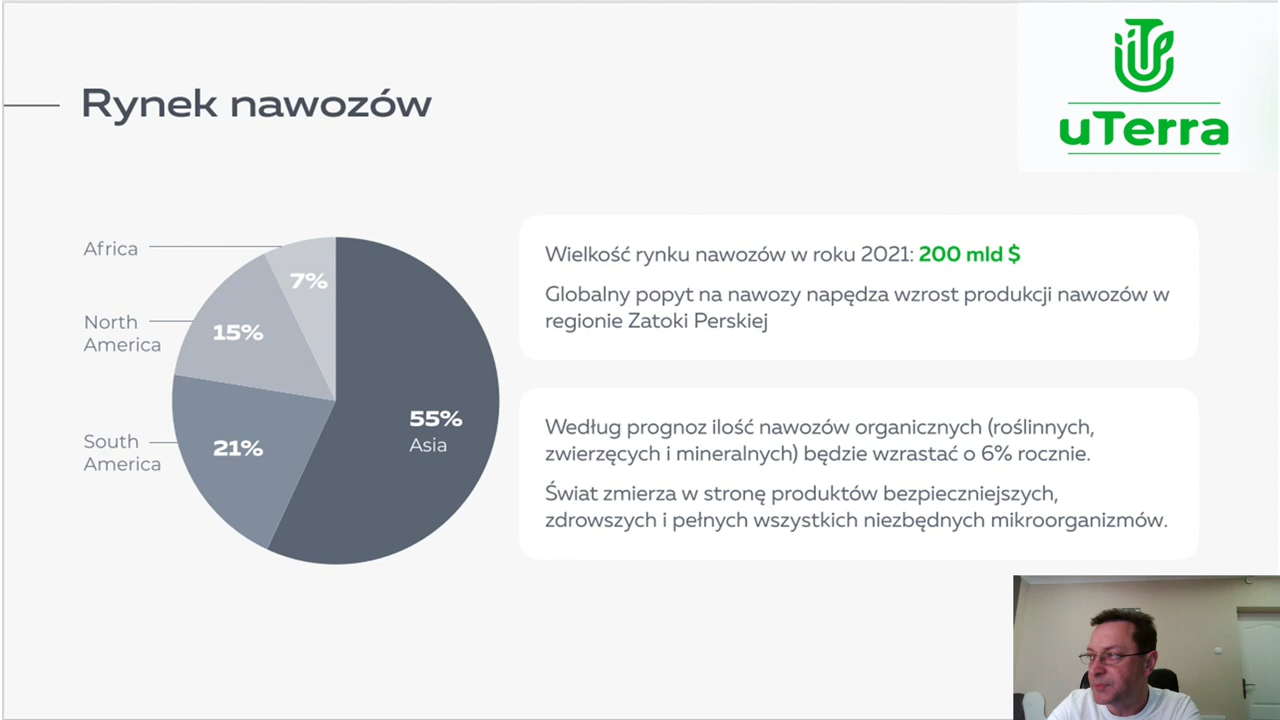 uTerra
Rynek nawozów
Africa
7%
North
America
15%
South
America
21%
55%
Asia
Wielkość rynku nawozów w roku 2021: 200 mld $
Globalny popyt na nawozy napędza wzrost produkcji nawozów w
regionie Zatoki Perskiej
Według prognoz ilość nawozów organicznych (roślinnych,
zwierzęcych i mineralnych) będzie wzrastać o 6% rocznie.
Świat zmierza w stronę produktów bezpieczniejszych,
zdrowszych i pełnych wszystkich niezbędnych mikroorganizmów.